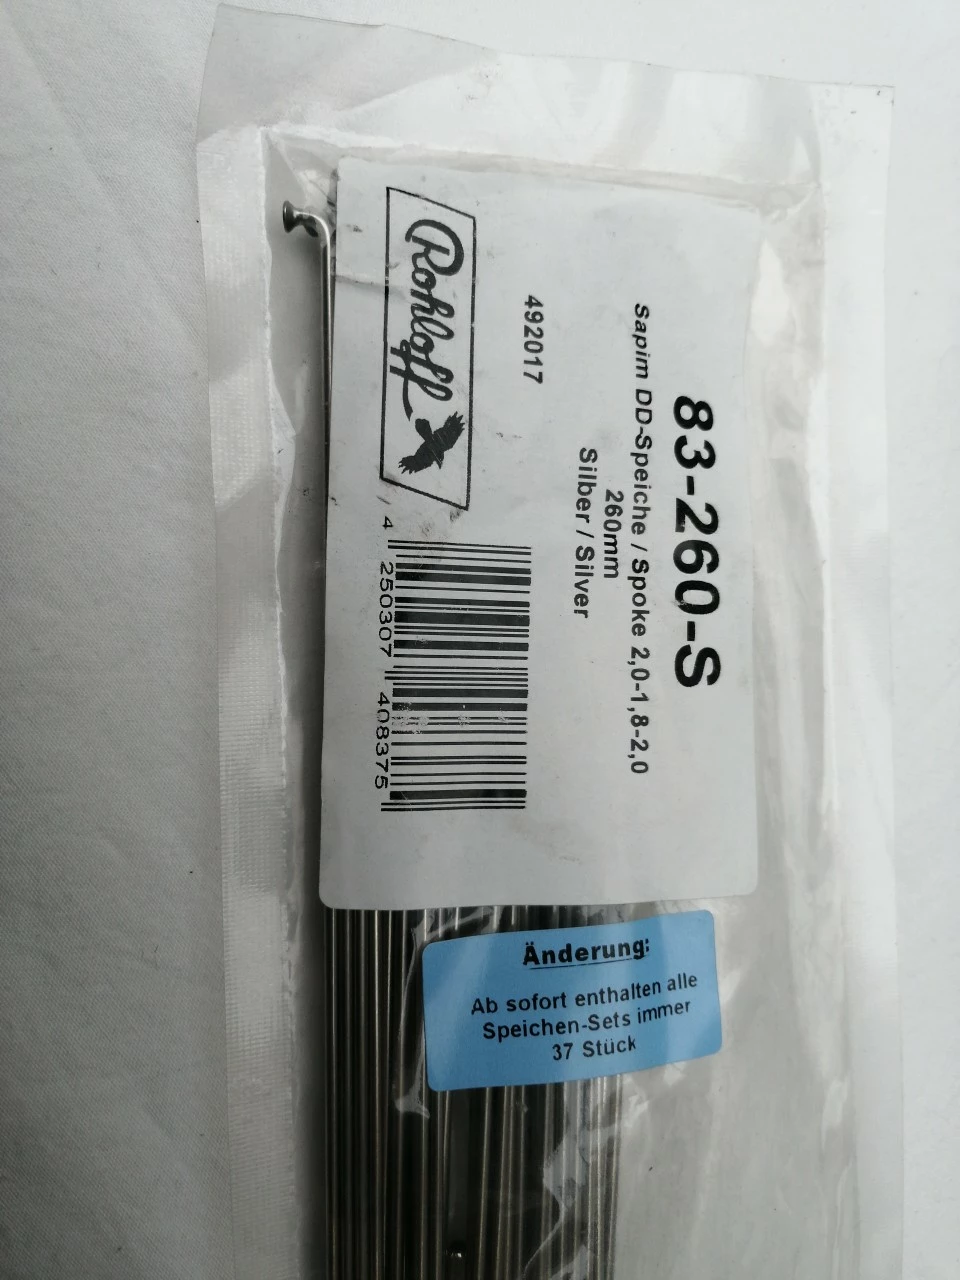 83-260-S
Sapim DD-Speiche / Spoke 2,0-1,8-2,0
260mm
Silber / Silver
492017
Rohloff
4 250307 408375
Änderung:
Ab sofort enthalten alle
Speichen-Sets immer
37 Stück